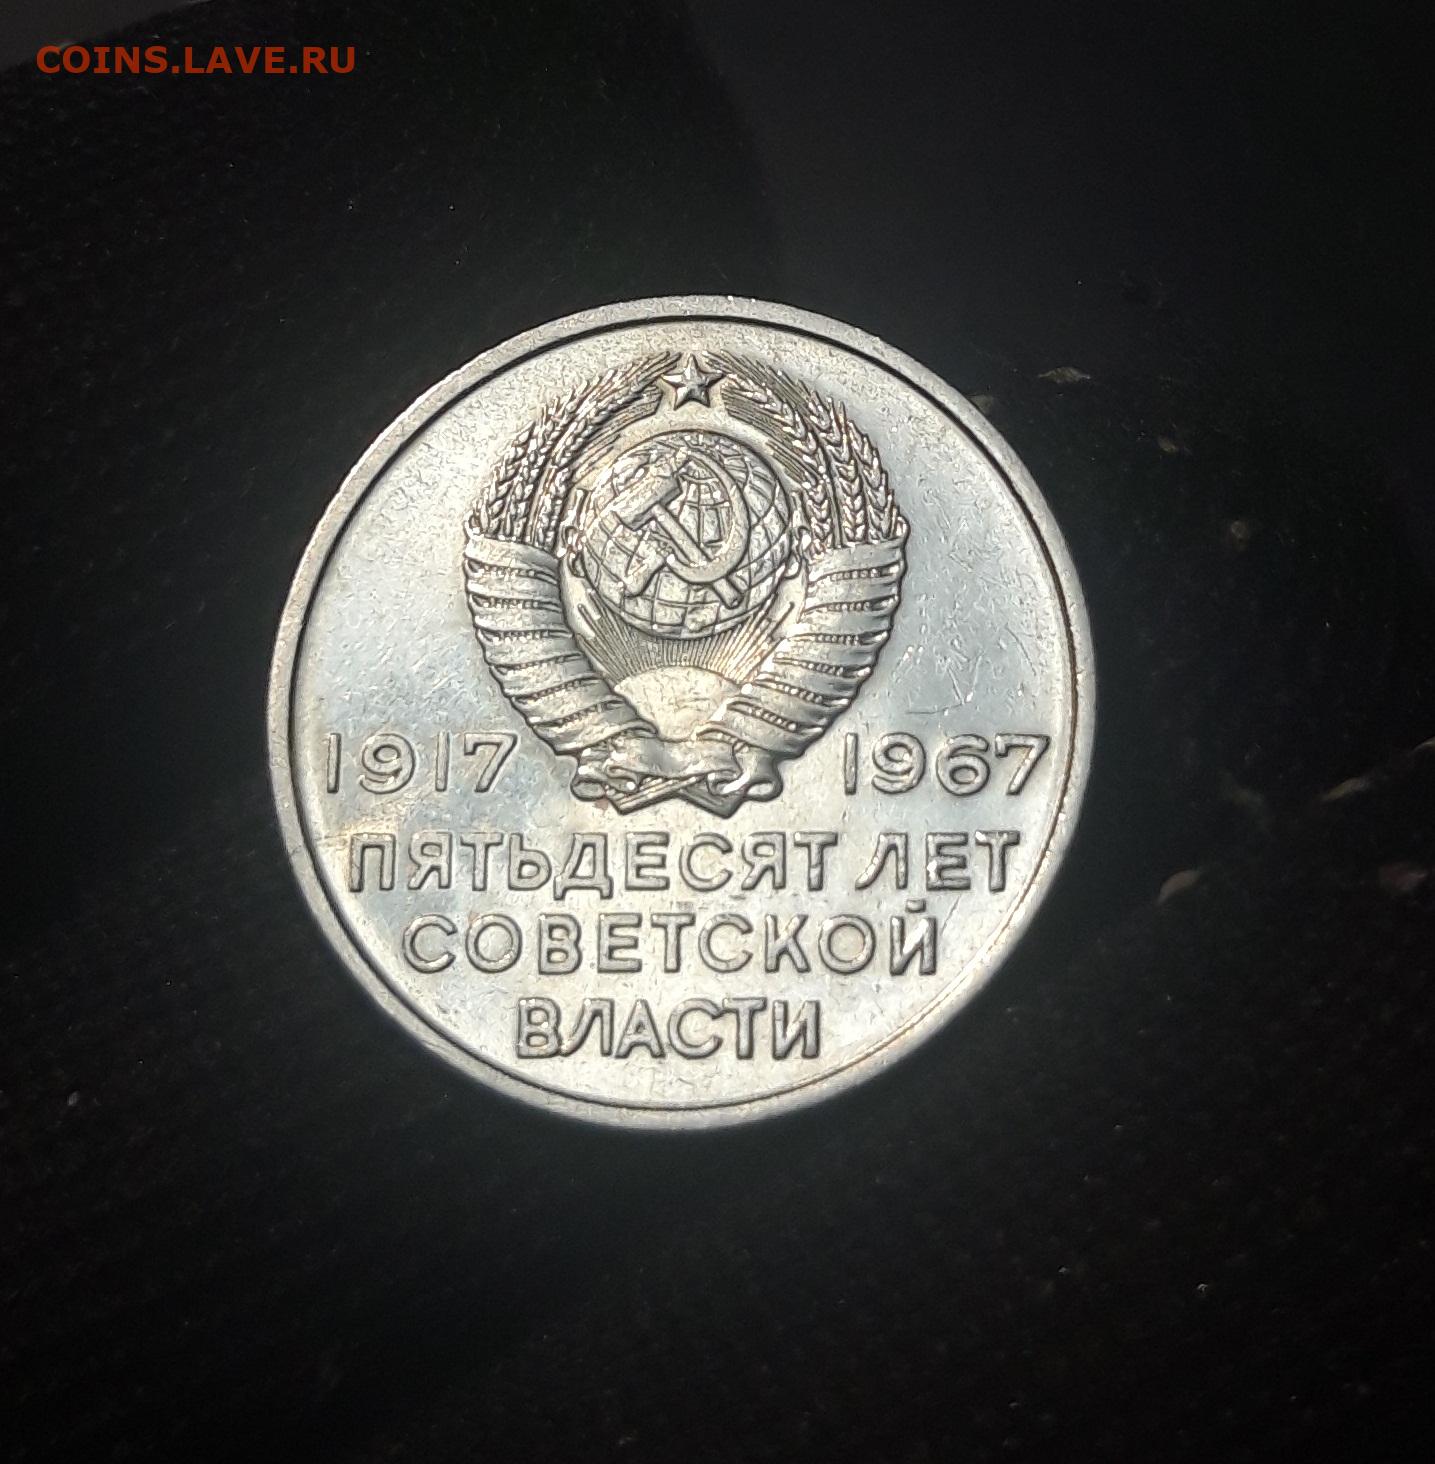 COINS.LAVE.RU
1917 1967
ПЯТЬДЕСЯТ ЛЕТ
СОВЕТСКОЙ
ВЛАСТИ